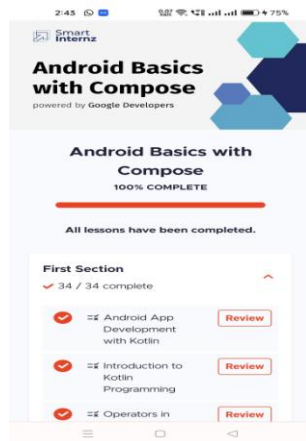 2:43
75%
Smart
Internz
Android Basics
with Compose
powered by Google Developers
Android Basics with
Compose
100% COMPLETE
All lessons have been completed.
First Section
34 / 34 complete
Android App
Development
with Kotlin
Review
Introduction to
Kotlin
Programming
Review
Operators in
Review